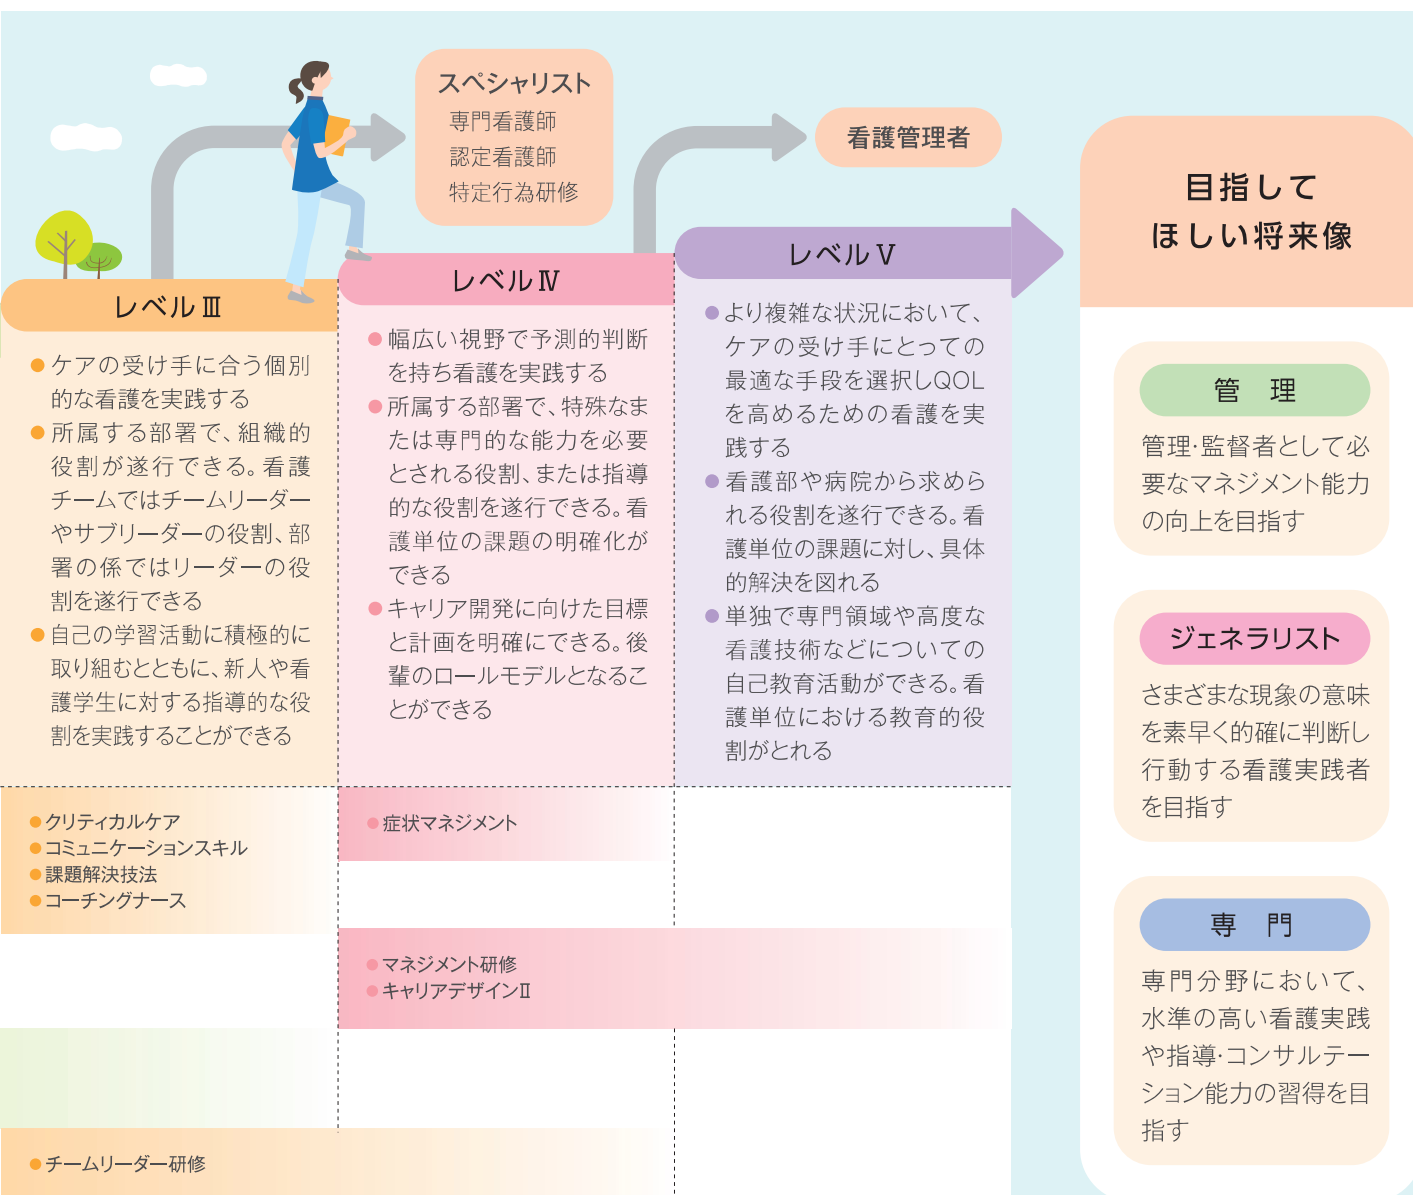 スペシャリスト
専門看護師
認定看護師
特定行為研修
看護管理者
レベルⅢ
ケアの受け手に合う個別
的な看護を実践する
所属する部署で、組織的
役割が遂行できる。看護
チームではチームリーダー
やサブリーダーの役割、部
署の係ではリーダーの役
割を遂行できる
自己の学習活動に積極的に
取り組むとともに、新人や看
護学生に対する指導的な役
割を実践することができる
レベルⅣ
幅広い視野で予測的判断
を持ち看護を実践する
所属する部署で、特殊なま
たは専門的な能力を必要
とされる役割、または指導
的な役割を遂行できる。看
護単位の課題の明確化が
できる
キャリア開発に向けた目標
と計画を明確にできる。後
輩のロールモデルとなるこ
とができる
レベルⅤ
より複雑な状況において、
ケアの受け手にとっての
最適な手段を選択しQOL
を高めるための看護を実
践する
看護部や病院から求めら
れる役割を遂行できる。看
護単位の課題に対し、具体
的解決を図れる
単独で専門領域や高度な
看護技術などについての
自己教育活動ができる。看
護単位における教育的役
割がとれる
クリティカルケア
コミュニケーションスキル
課題解決技法
コーチングナース
症状マネジメント
マネジメント研修
キャリアデザインⅡ
チームリーダー研修
目指して
ほしい将来像
管　理
管理・監督者として必
要なマネジメント能力
の向上を目指す
ジェネラリスト
さまざまな現象の意味
を素早く的確に判断し
行動する看護実践者
を目指す
専　門
専門分野において、
水準の高い看護実践
や指導・コンサルテー
ション能力の習得を目
指す